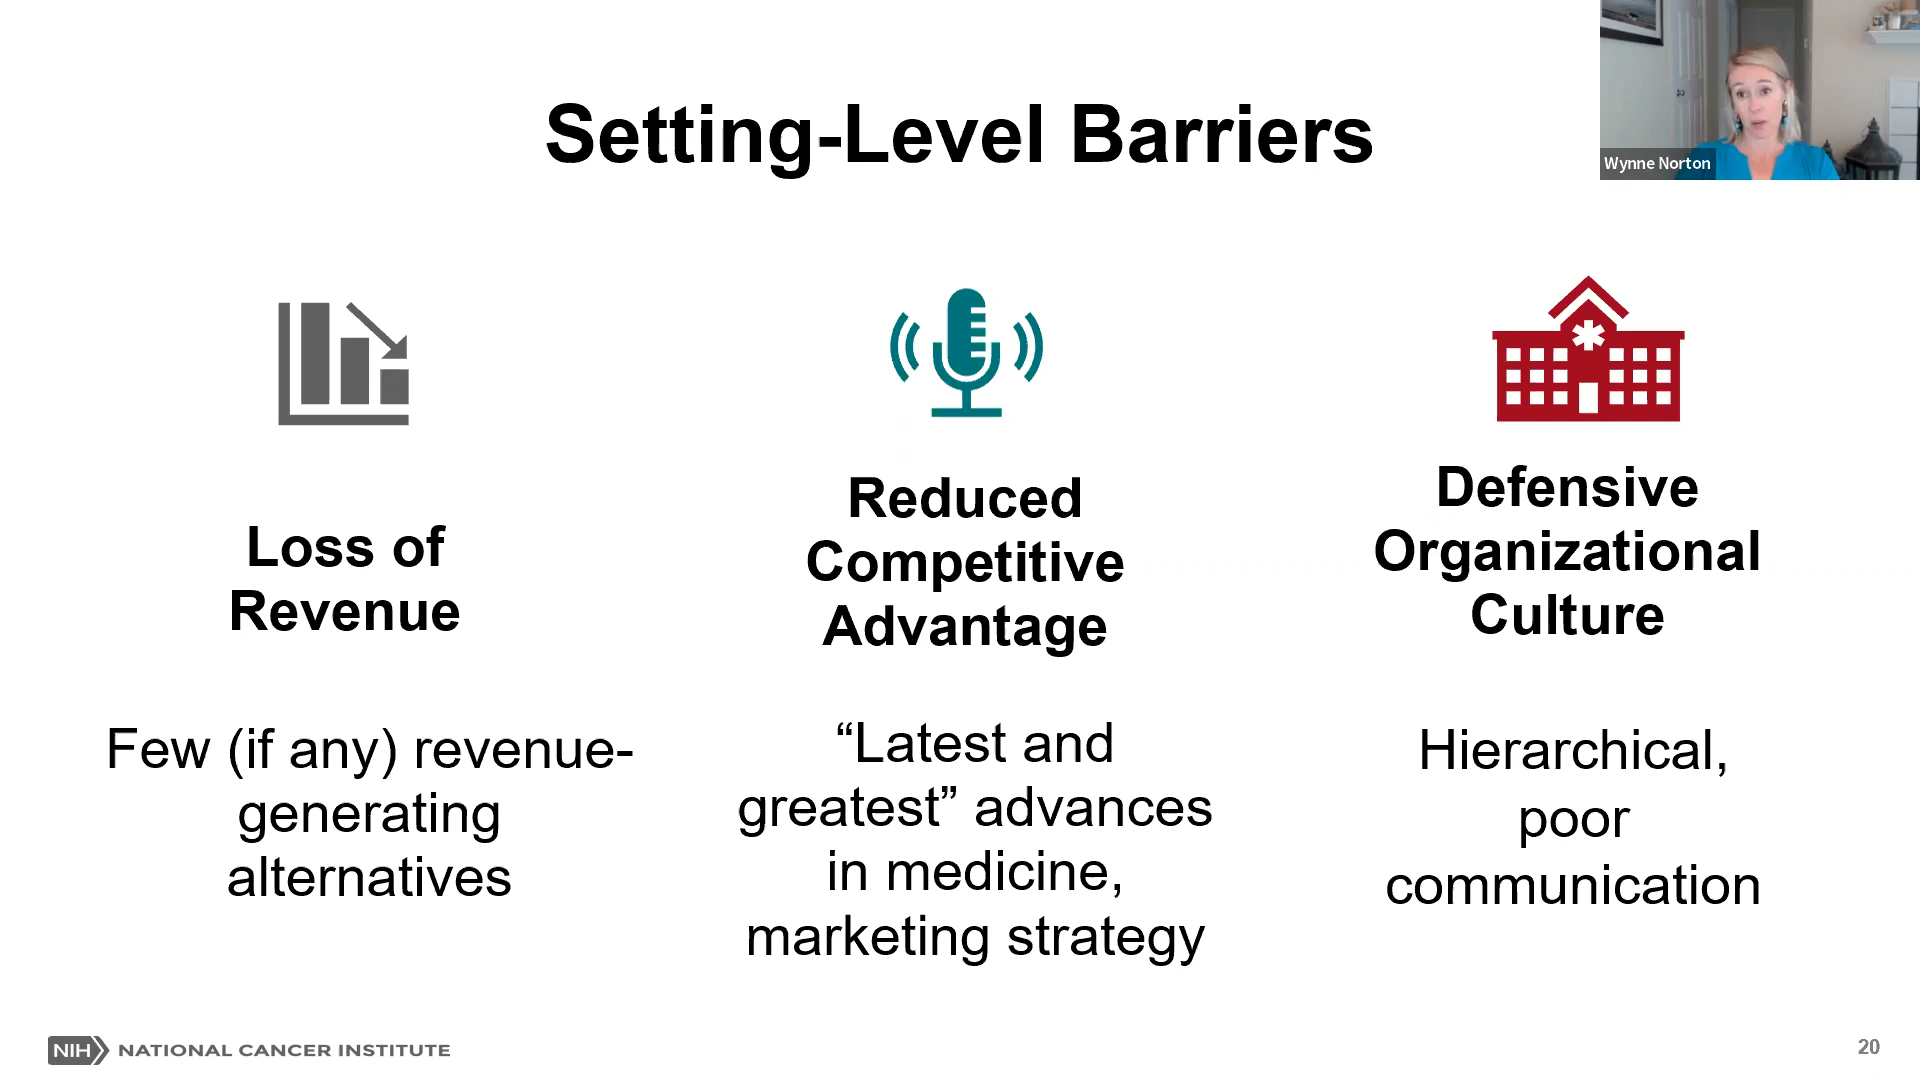 Setting-Level Barriers
Wynne Norton
Loss of
Revenue
Few (if any) revenue-
generating
alternatives
Reduced
Competitive
Advantage
“Latest and
greatest” advances
in medicine,
marketing strategy
Defensive
Organizational
Culture
Hierarchical,
poor
communication
NIH NATIONAL CANCER INSTITUTE
20